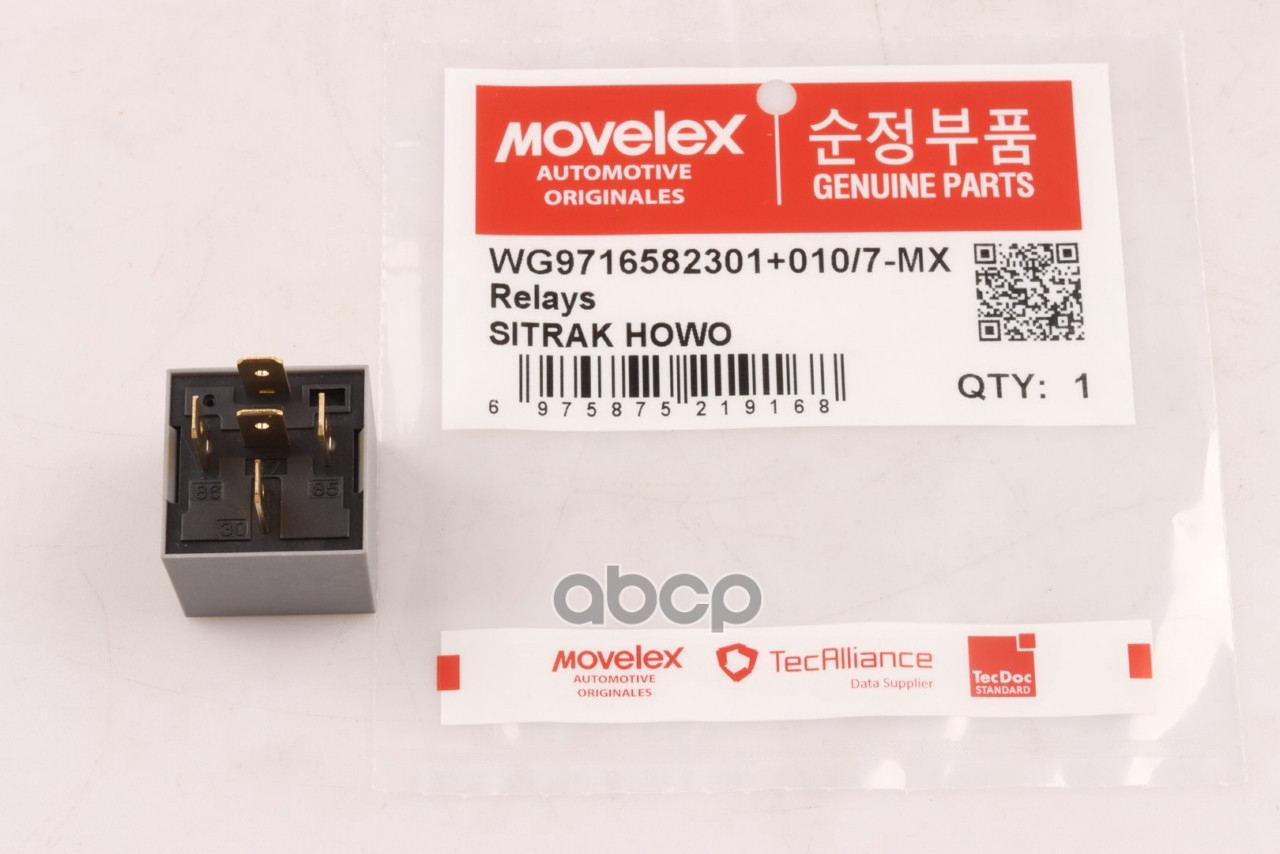 MOVELEX
AUTOMOTIVE
ORIGINALES
순정부품
GENUINE PARTS
WG9716582301+010/7-MX
Relays
SITRAK HOWO
6 975875 219168
QTY: 1
86
85
30
abcp
MOVELEX
AUTOMOTIVE
ORIGINALES
TecAlliance
Data Supplier
TecDoc
STANDARD